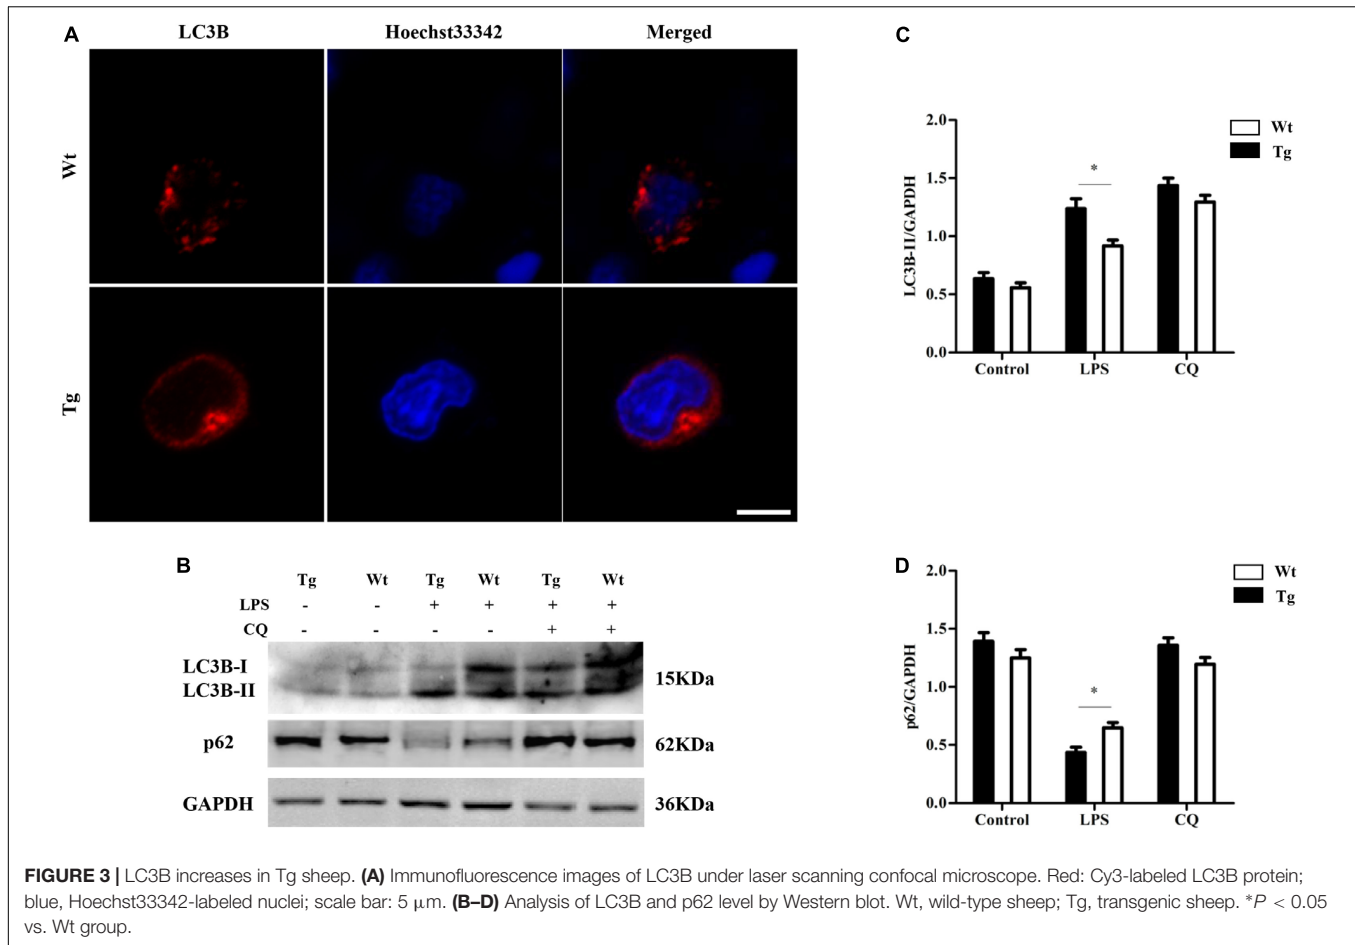 A
LC3B Hoechst33342 Merged
Wt
Tg
B
Tg Wt Tg Wt Tg Wt
LPS - - + + + +
CQ - - - - + +
LC3B-I
LC3B-II
15KDa
p62 62KDa
GAPDH 36KDa
C
LC3B-II/GAPDH
2.0
1.5
1.0
0.5
0.0
*
Control LPS CQ
Wt
Tg
D
p62/GAPDH
2.0
1.5
1.0
0.5
0.0
*
Control LPS CQ
Wt
Tg
FIGURE 3 | LC3B increases in Tg sheep. (A) Immunofluorescence images of LC3B under laser scanning confocal microscope. Red: Cy3-labeled LC3B protein;
blue, Hoechst33342-labeled nuclei; scale bar: 5 μm. (B–D) Analysis of LC3B and p62 level by Western blot. Wt, wild-type sheep; Tg, transgenic sheep. *P < 0.05
vs. Wt group.